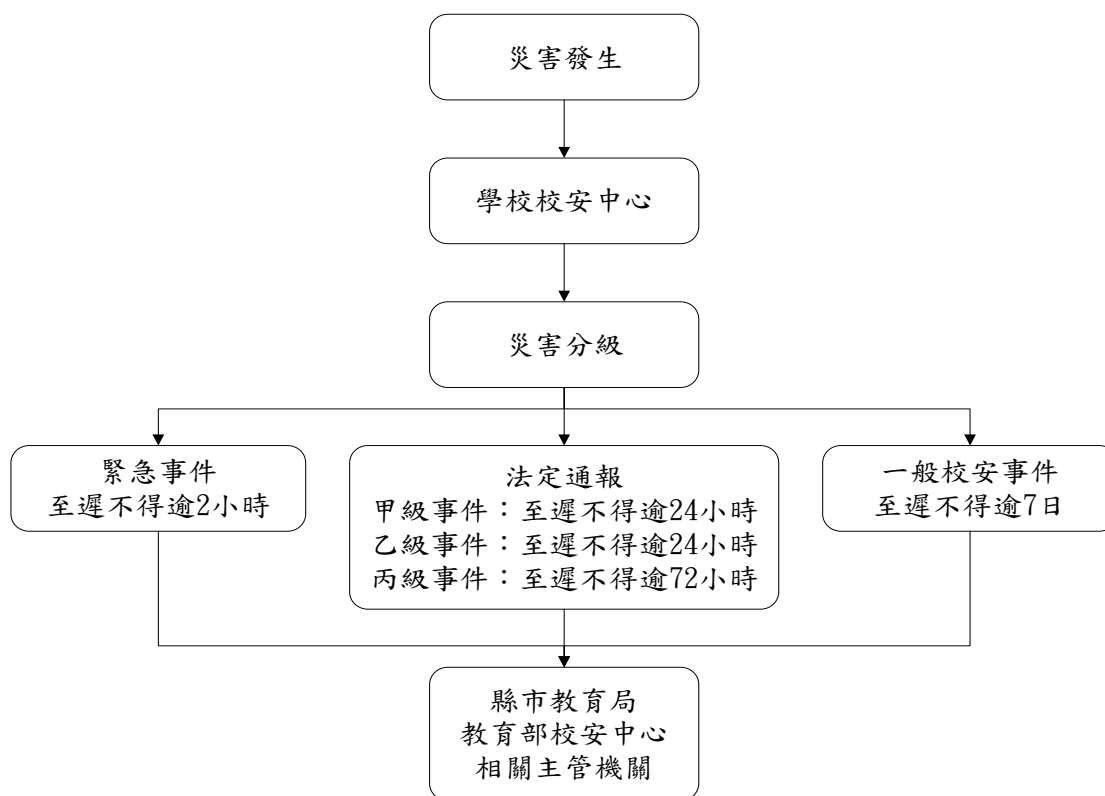 災害發生
學校校安中心
災害分級
緊急事件
至遲不得逾2小時
法定通報
甲級事件：至遲不得逾24小時
乙級事件：至遲不得逾24小時
丙級事件：至遲不得逾72小時
一般校安事件
至遲不得逾7日
縣市教育局
教育部校安中心
相關主管機關